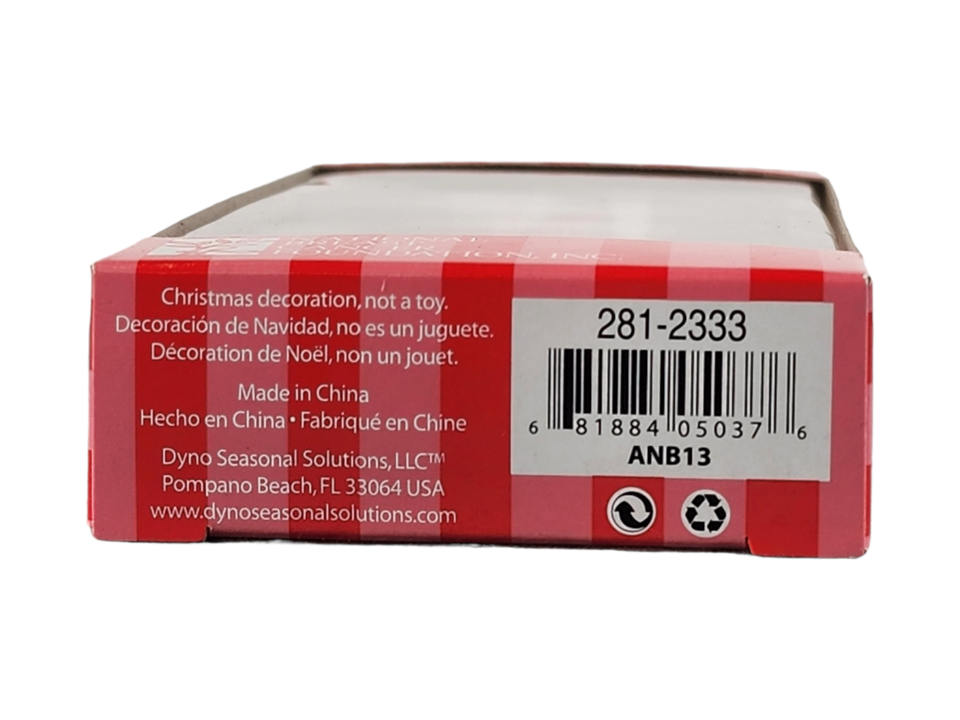 FOUNDATION, INC.
Christmas decoration, not a toy.
Decoración de Navidad, no es un juguete.
Décoration de Noël, non un jouet.
Made in China
Hecho en China • Fabriqué en Chine
Dyno Seasonal Solutions, LLC™
Pompano Beach, FL 33064 USA
www.dynoseasonalsolutions.com
281-2333
6 81884 05037 6
ANB13